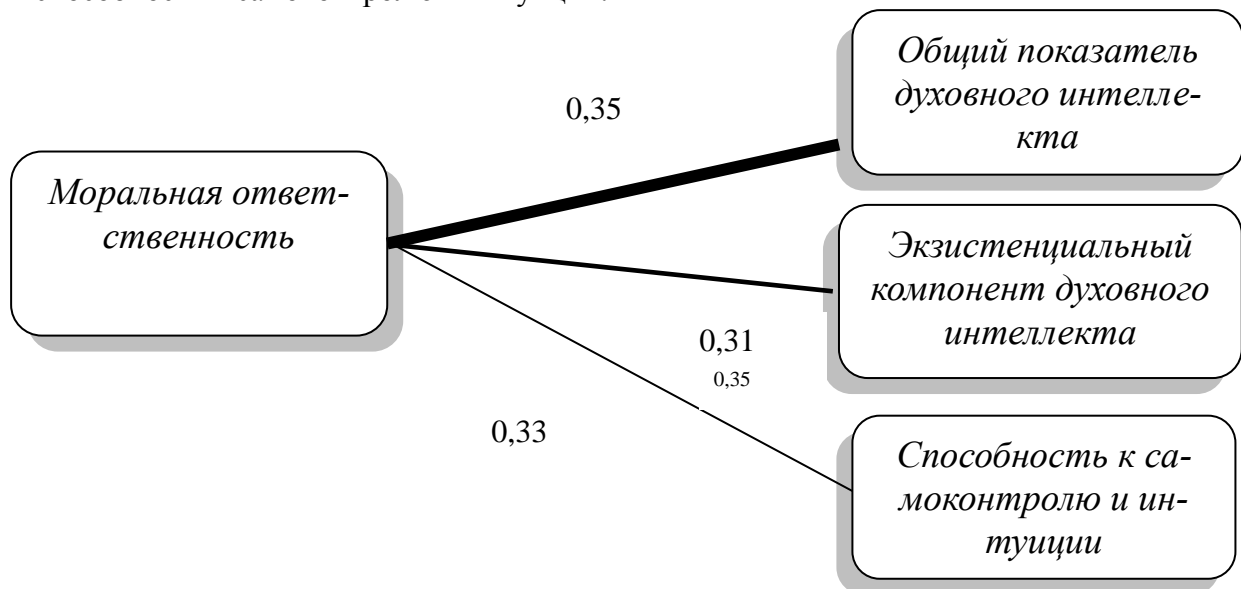 Общий показатель
духовного интелле-
кта
0,35
Моральная ответ-
ственность
Экзистенциальный
компонент духовного
интеллекта
0,31
0,35
0,33
Способность к са-
моконтролю и ин-
туиции